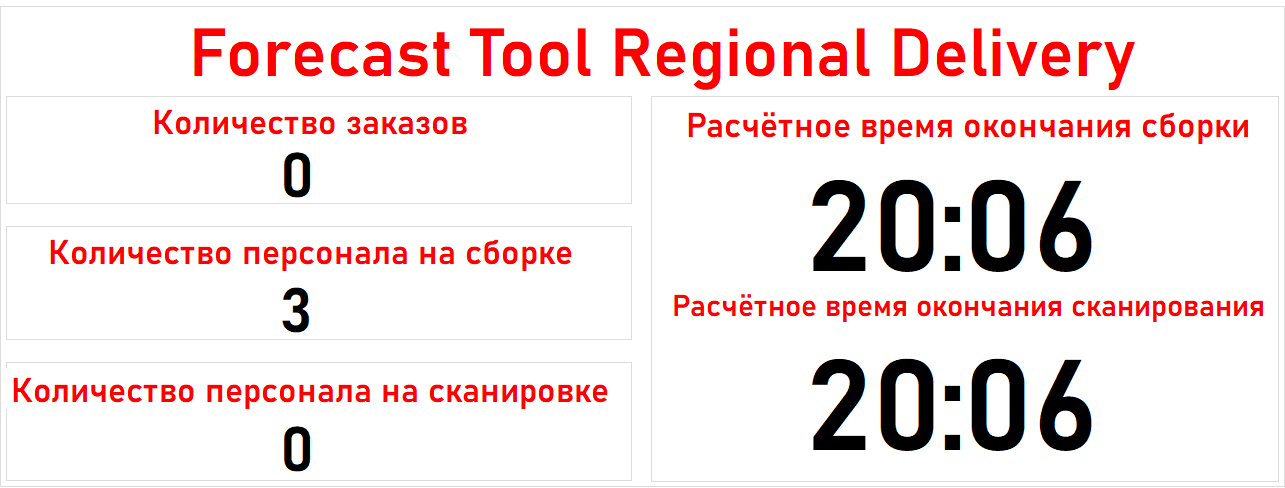 Forecast Tool Regional Delivery
Количество заказов
0
Количество персонала на сборке
3
Количество персонала на сканировке
0
Расчётное время окончания сборки
20:06
Расчётное время окончания сканирования
20:06